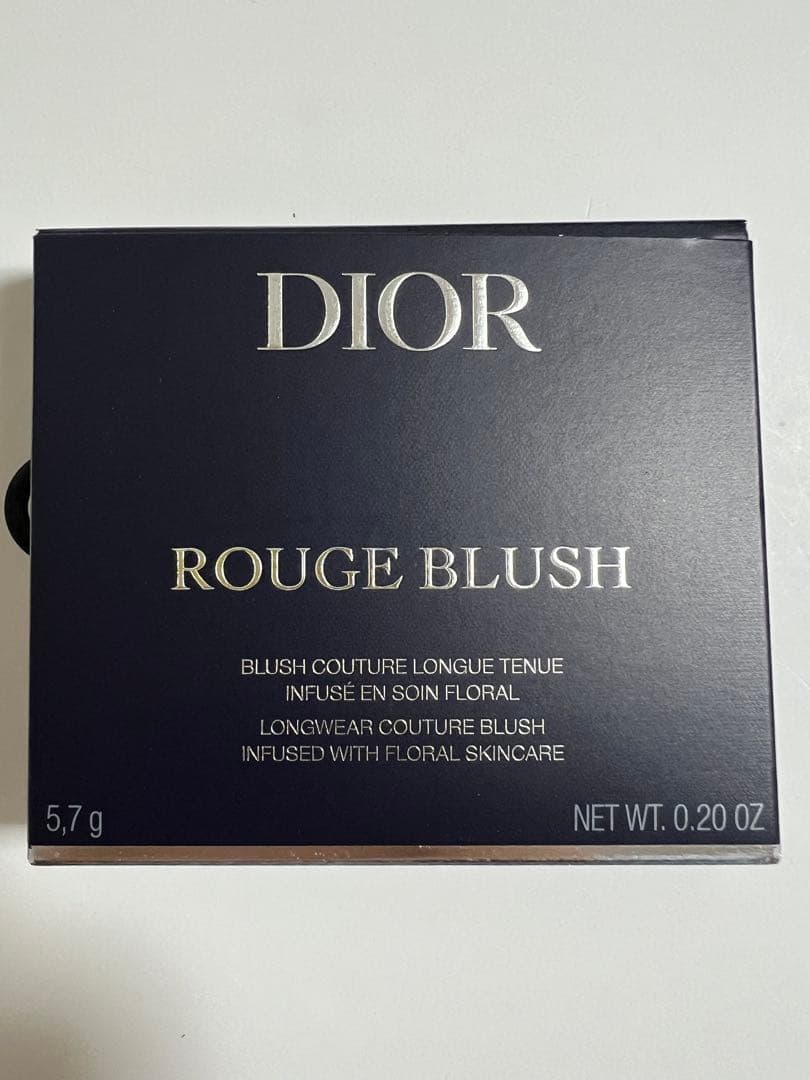 DIOR
ROUGE BLUSH
BLUSH COUTURE LONGUE TENUE
INFUSÉ EN SOIN FLORAL
LONGWEAR COUTURE BLUSH
INFUSED WITH FLORAL SKINCARE
5,7 g
NET WT. 0.20 OZ